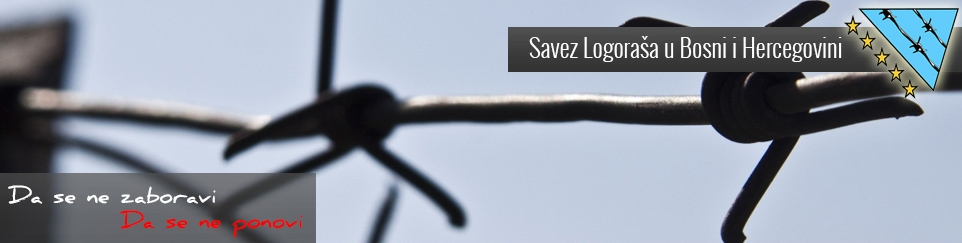 Savez Logoraša u Bosni i Hercegovini
Da se ne zaboravi
Da se ne ponovi